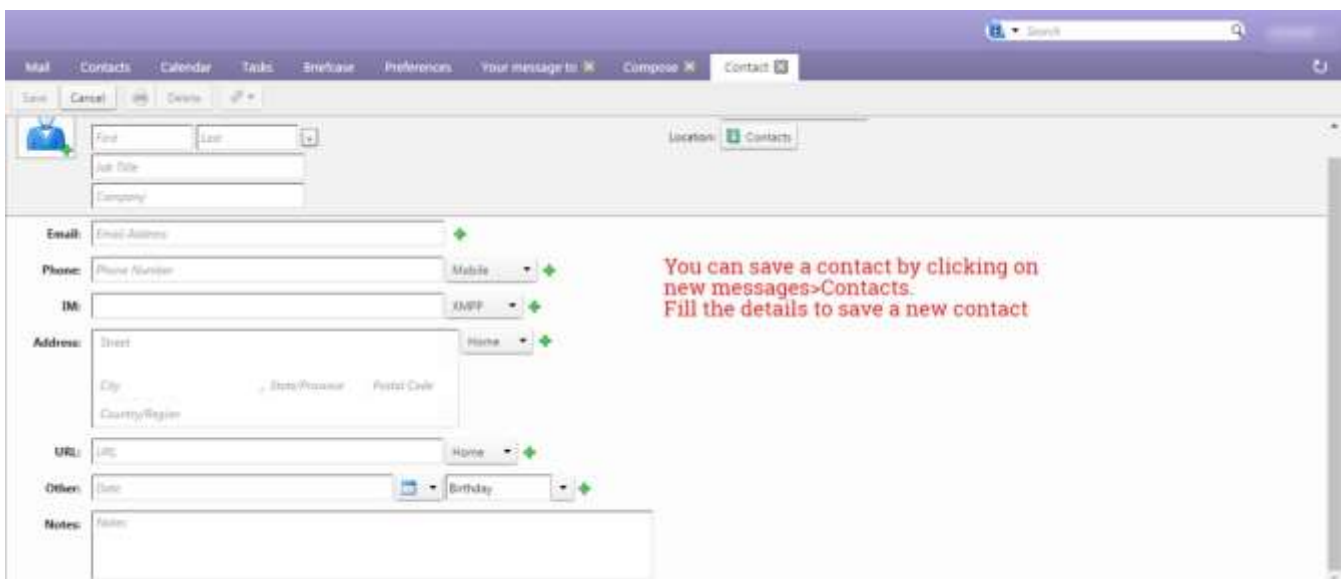 Search
Mail Contacts Calendar Tasks Briefcase Preferences Your message to Compose Contact
Save Cancel Delete
First Last Location: Contacts
Job Title
Company
Email: Email Address
Phone: Phone Number Mobile
IM: XMPP
Address: Street Home
City , State/Province Postal Code
Country/Region
URL: URL Home
Other: Date Birthday
Notes: Notes
You can save a contact by clicking on
new messages>Contacts.
Fill the details to save a new contact